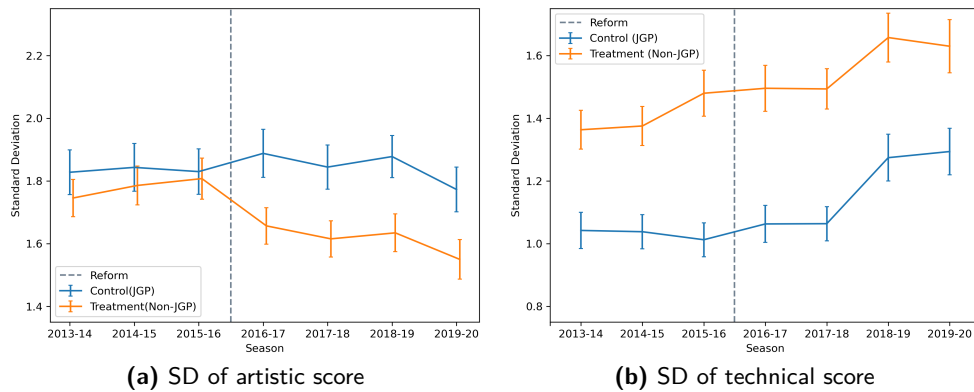 2.2
2.0
1.8
1.6
1.4
Standard Deviation
Reform
Control(JGP)
Treatment(Non-JGP)
2013-14 2014-15 2015-16 2016-17 2017-18 2018-19 2019-20
Season
(a) SD of artistic score
1.6
1.4
1.2
1.0
0.8
Standard Deviation
Reform
Control (JGP)
Treatment (Non-JGP)
2013-14 2014-15 2015-16 2016-17 2017-18 2018-19 2019-20
Season
(b) SD of technical score